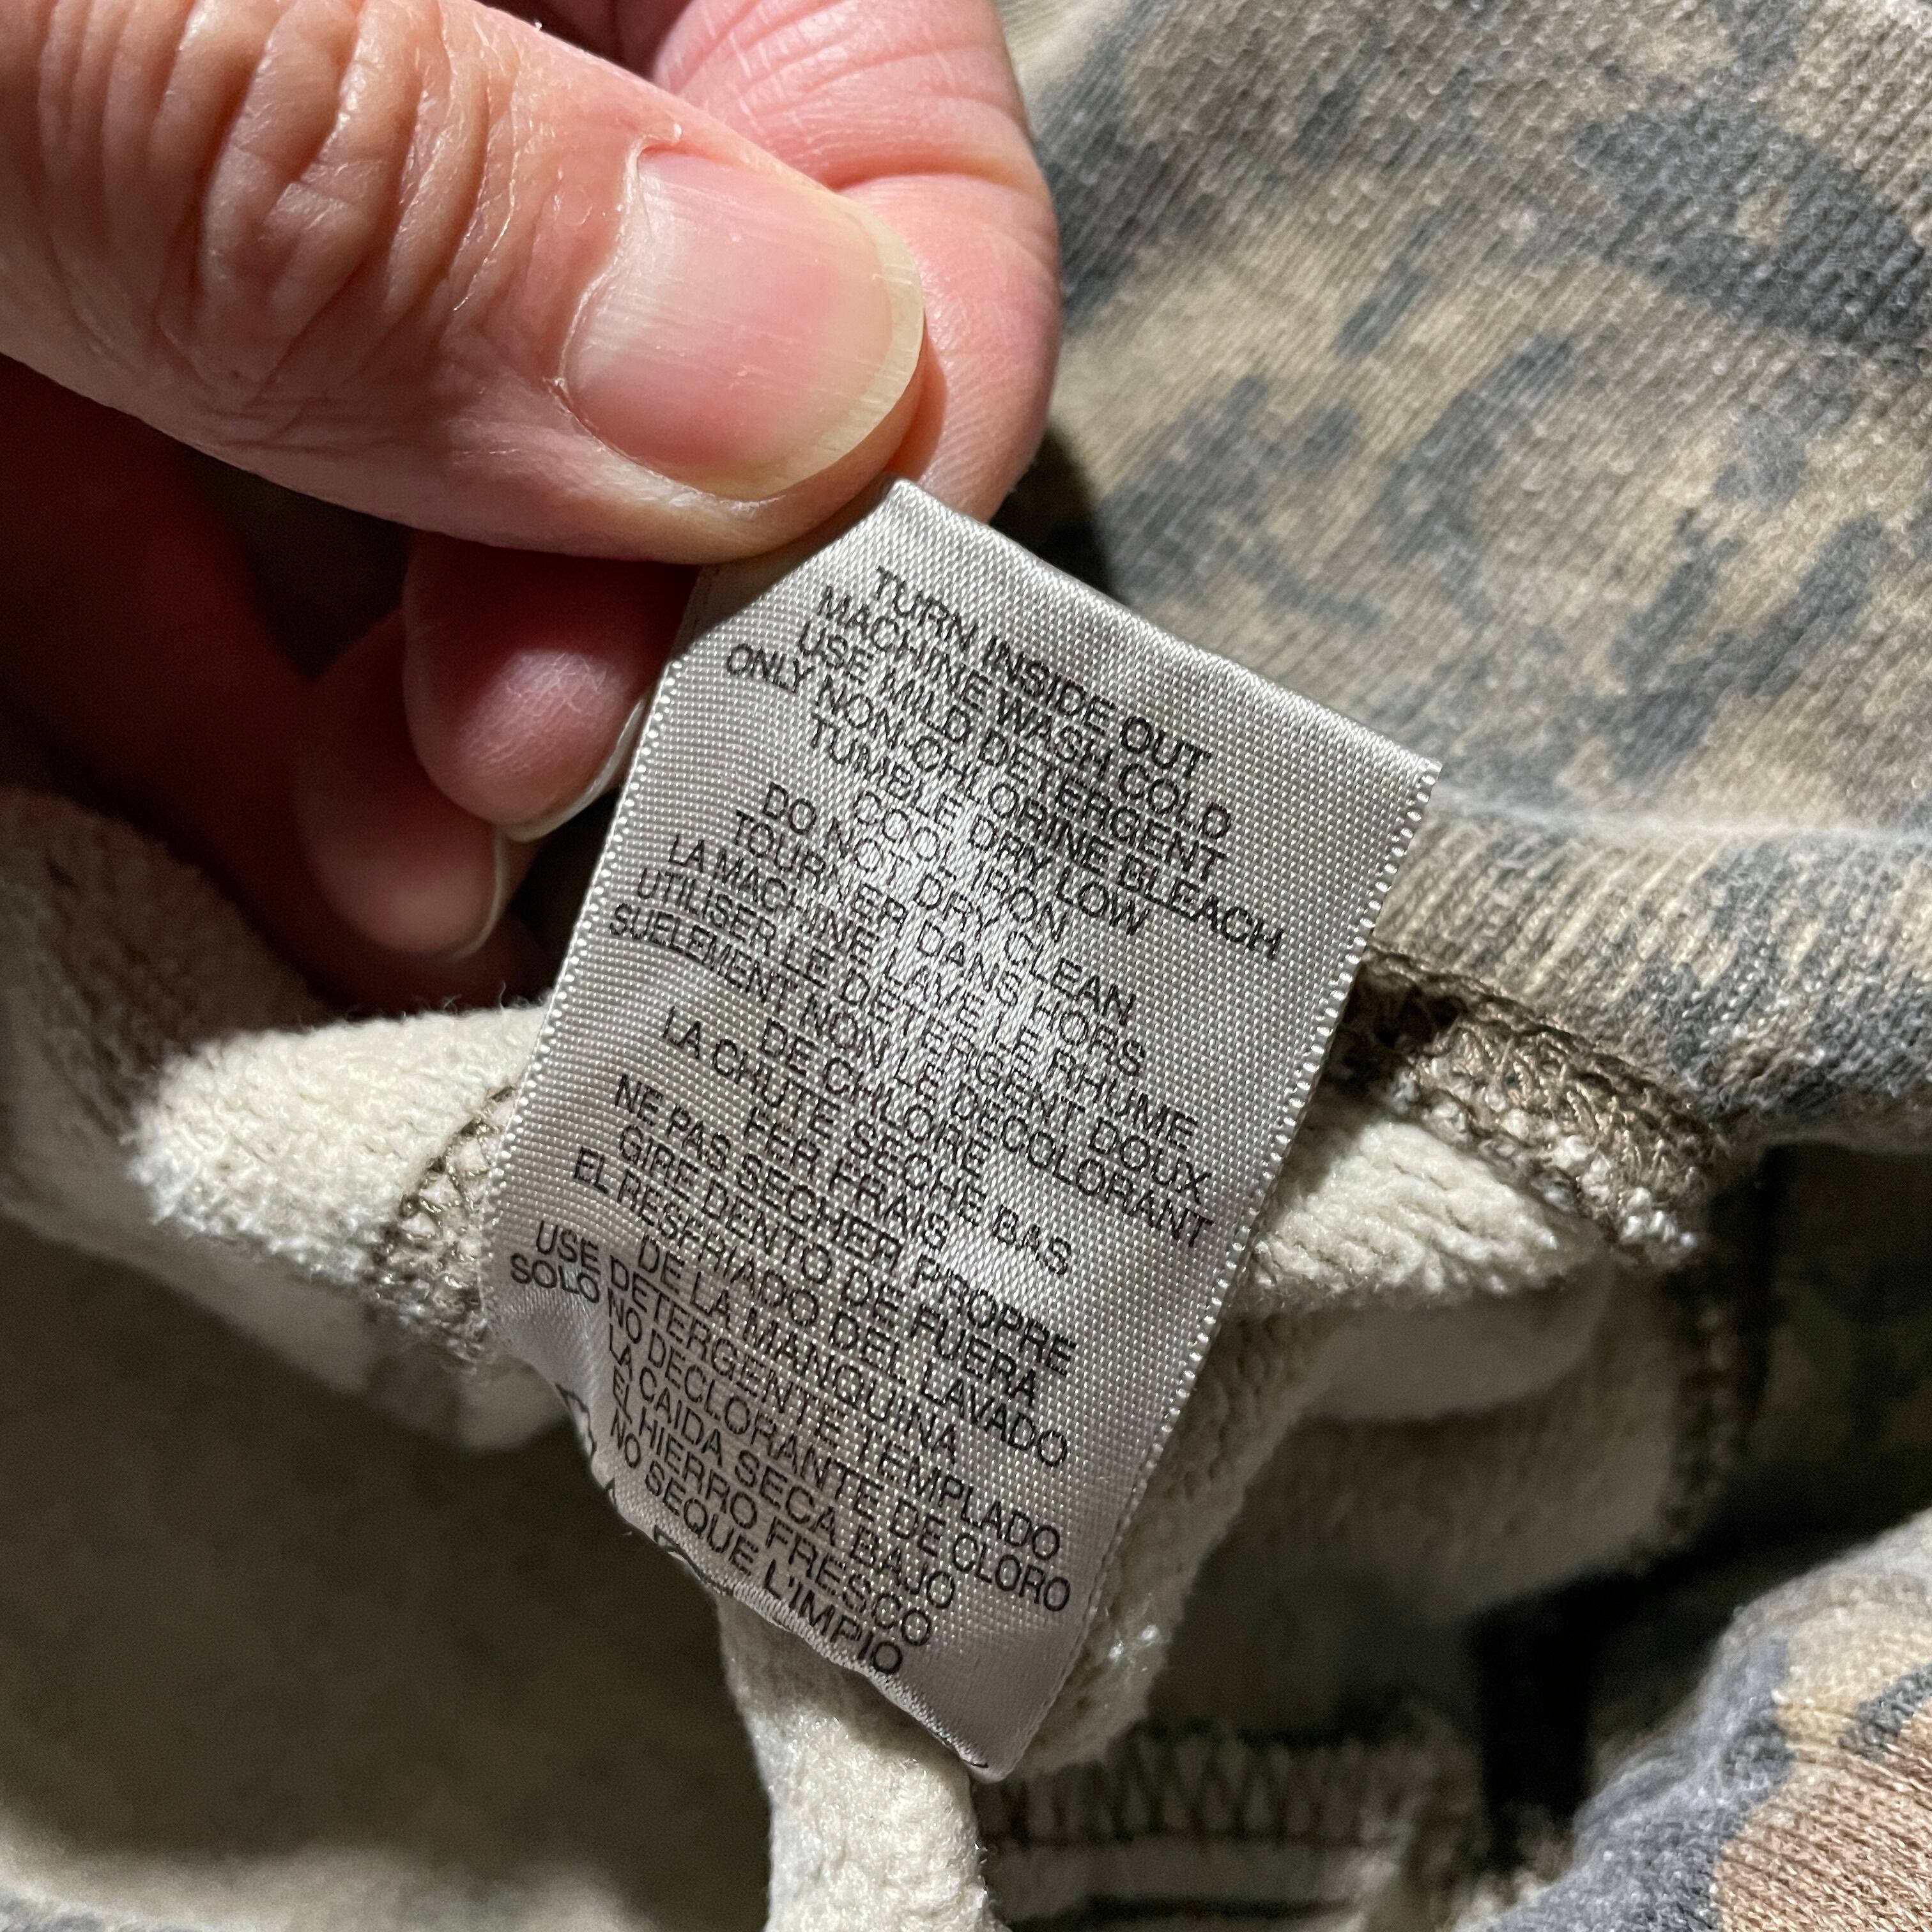 TURN INSIDE OUT
MACHINE WASH COLD
USE MILD DETERGENT
ONLY NON-CHLORINE BLEACH
TUMBLE DRY LOW
COOL IRON
DO NOT DRY CLEAN
TOURNER DANS HORS
LA MACHINE LAVE LE RHUME
UTILISER LE DETERGENT DOUX
SUELEMENT NON LE DECOLORANT
DE CHLORE
LA CHUTE SECHE BAS
FER FRAIS
NE PAS SECHER PROPRE
GIRE DENTO DE FUERA
EL RESFRIADO DEL LAVADO
DE LA MANQUINA
USE DETERGENTE TEMPLADO
SOLO NO DECLORANTE DE CLORO
LA CAIDA SECA BAJO
EL HIERRO FRESCO
NO SEQUE L'IMPIO